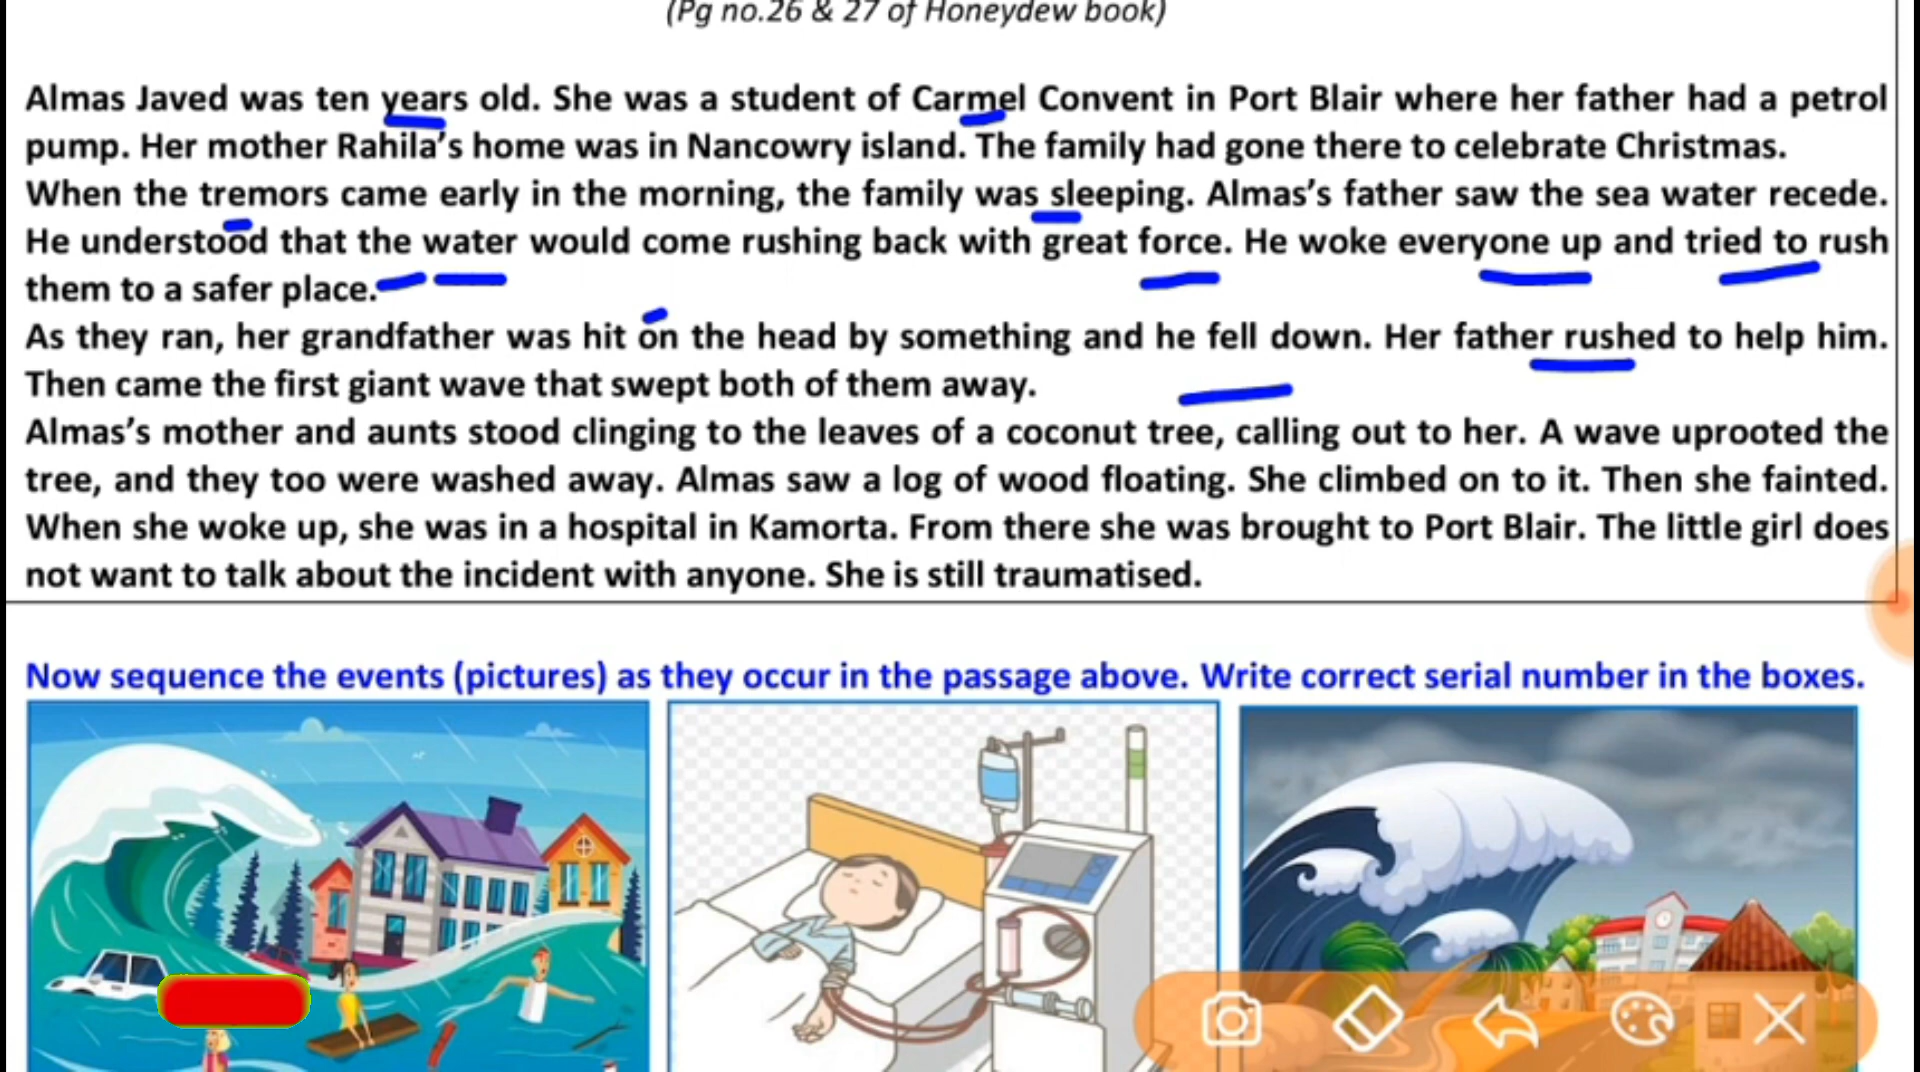 (Pg no.26 & 27 of Honeydew book)
Almas Javed was ten years old. She was a student of Carmel Convent in Port Blair where her father had a petrol
pump. Her mother Rahila’s home was in Nancowry island. The family had gone there to celebrate Christmas.
When the tremors came early in the morning, the family was sleeping. Almas’s father saw the sea water recede.
He understood that the water would come rushing back with great force. He woke everyone up and tried to rush
them to a safer place.
As they ran, her grandfather was hit on the head by something and he fell down. Her father rushed to help him.
Then came the first giant wave that swept both of them away.
Almas’s mother and aunts stood clinging to the leaves of a coconut tree, calling out to her. A wave uprooted the
tree, and they too were washed away. Almas saw a log of wood floating. She climbed on to it. Then she fainted.
When she woke up, she was in a hospital in Kamorta. From there she was brought to Port Blair. The little girl does
not want to talk about the incident with anyone. She is still traumatised.
Now sequence the events (pictures) as they occur in the passage above. Write correct serial number in the boxes.